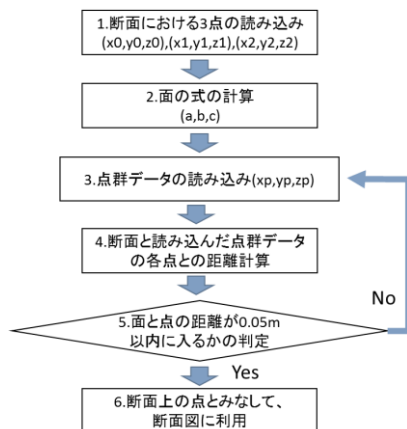 1.断面における3点の読み込み
(x0,y0,z0),(x1,y1,z1),(x2,y2,z2)
2.面の式の計算
(a,b,c)
3.点群データの読み込み(xp,yp,zp)
4.断面と読み込んだ点群データ
の各点との距離計算
No
5.面と点の距離が0.05m
以内に入るかの判定
Yes
6.断面上の点とみなして、
断面図に利用